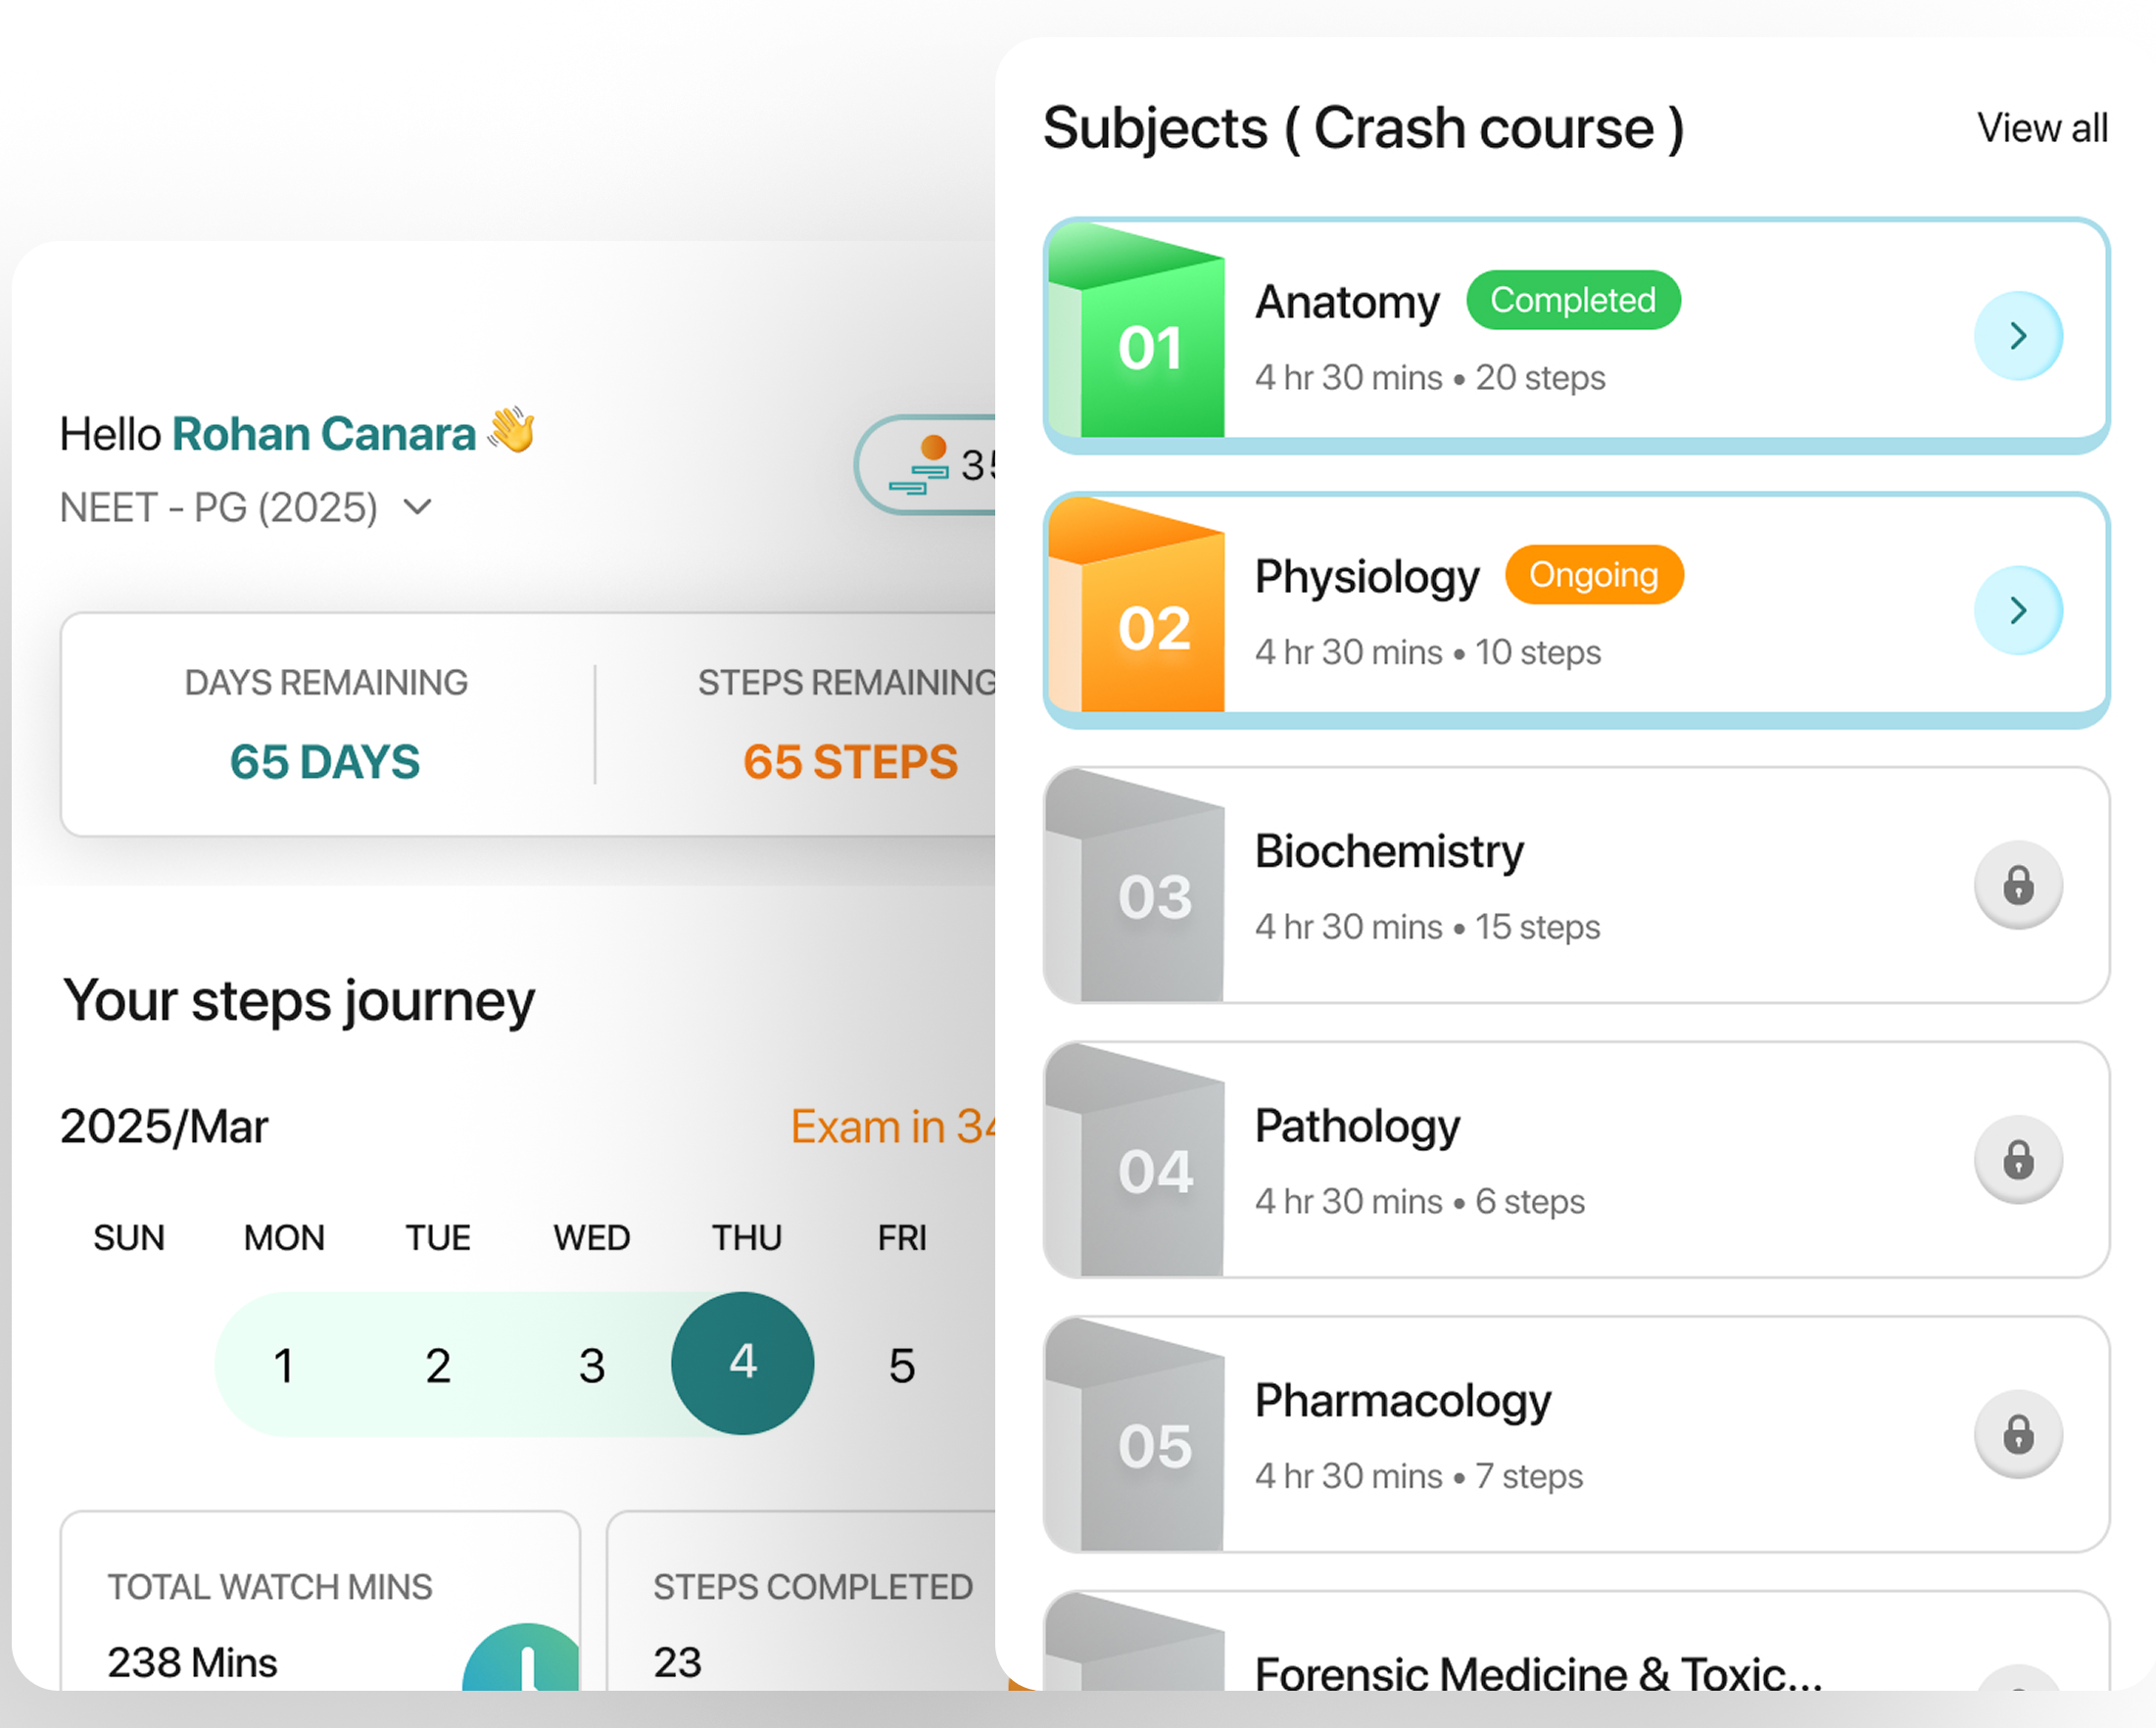 Hello Rohan Canara 👋
NEET - PG (2025)
DAYS REMAINING
65 DAYS
STEPS REMAINING
65 STEPS
Your steps journey
2025/Mar
Exam in
SUN MON TUE WED THU FRI
1 2 3 4 5
TOTAL WATCH MINS
238 Mins
STEPS COMPLETED
23
Subjects ( Crash course )
View all
01
Anatomy
Completed
4 hr 30 mins • 20 steps
02
Physiology
Ongoing
4 hr 30 mins • 10 steps
03
Biochemistry
4 hr 30 mins • 15 steps
04
Pathology
4 hr 30 mins • 6 steps
05
Pharmacology
4 hr 30 mins • 7 steps
Forensic Medicine & Toxic...